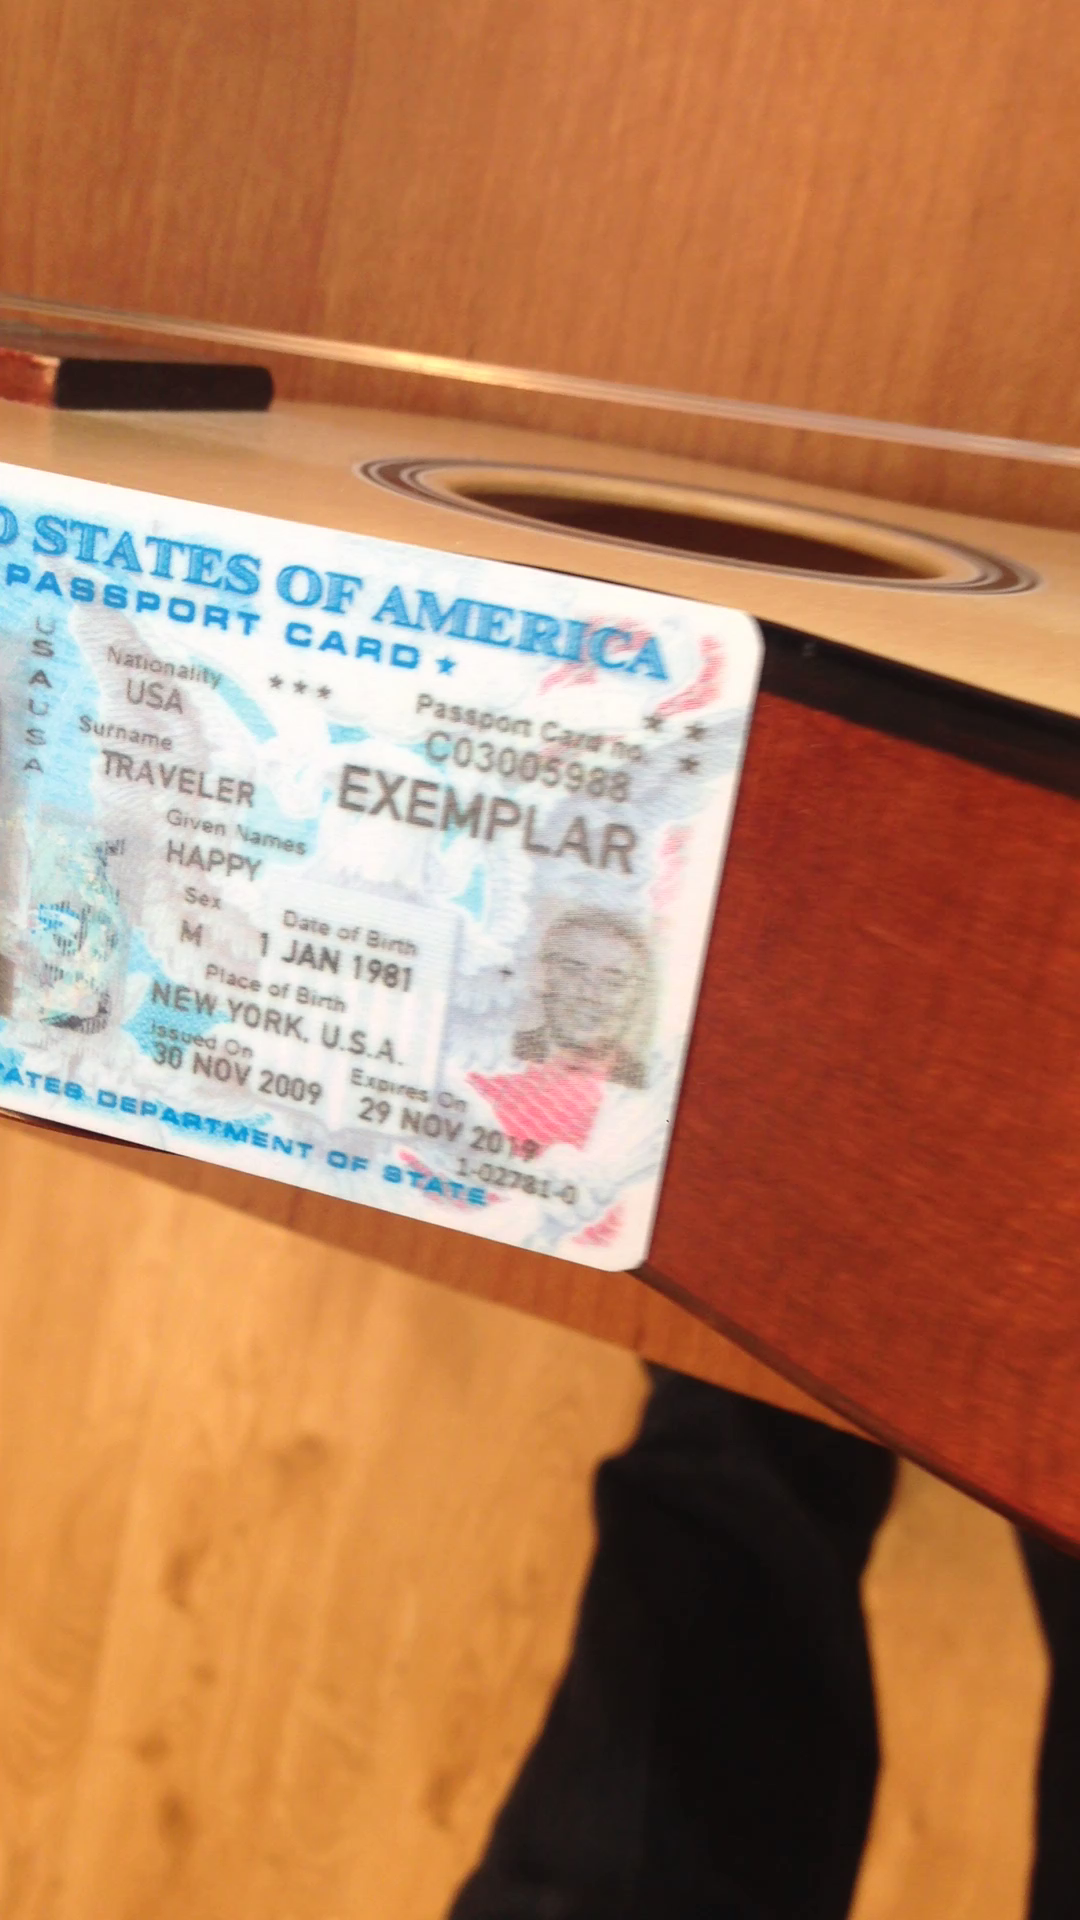 STATES OF AMERICA
PASSPORT CARD
USAUSA
Nationality
USA
***
Passport Card no.
C03005988
Surname
TRAVELER
EXEMPLAR
Given Names
HAPPY
Sex
M
Date of Birth
1 JAN 1981
Place of Birth
NEW YORK. U.S.A.
Issued On
30 NOV 2009
Expires On
29 NOV 2019
1-02781-0
DEPARTMENT OF STATE